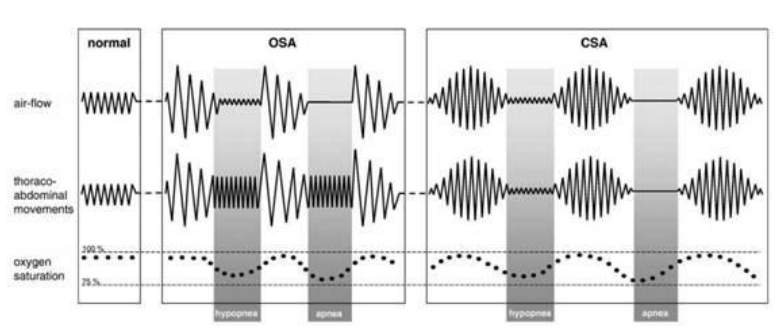 normal
OSA
CSA
air-flow
thoraco-
abdominal
movements
100 %
oxygen
saturation
75 %
hypopnea
apnea
hypopnea
apnea